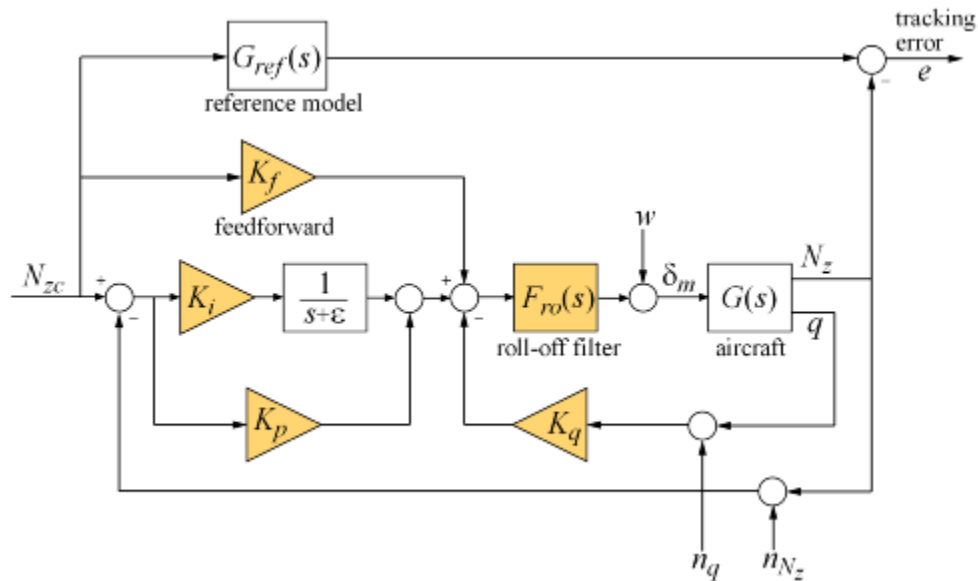 tracking
error
e
G_ref(s)
reference model
-
K_f
feedforward
w
N_zc
+
-
K_i
1
s+ε
+
-
F_ro(s)
roll-off filter
δ_m
G(s)
aircraft
N_z
q
K_p
K_q
n_q
n_N_z